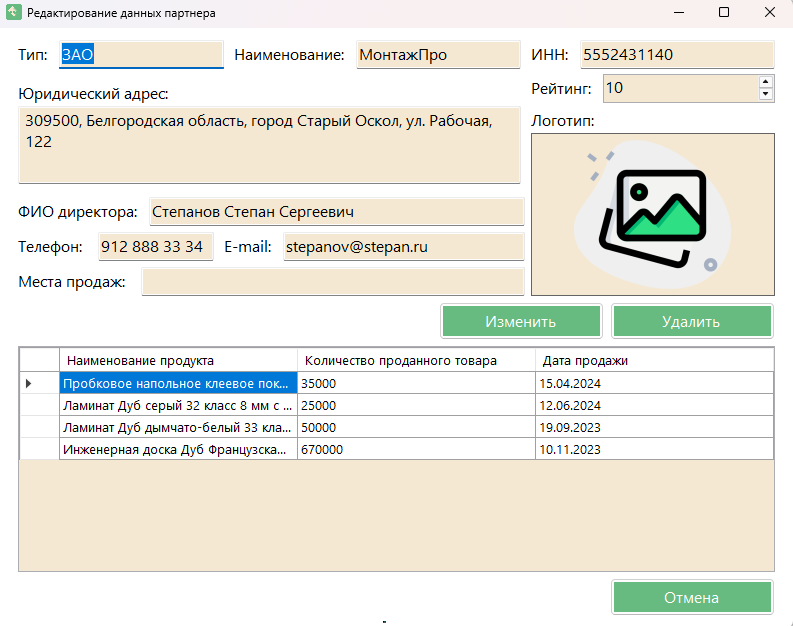 Редактирование данных партнера
Тип: ЗАО Наименование: МонтажПро ИНН: 5552431140
Рейтинг: 10
Юридический адрес:
309500, Белгородская область, город Старый Оскол, ул. Рабочая,
122
Логотип:
ФИО директора: Степанов Степан Сергеевич
Телефон: 912 888 33 34 E-mail: stepanov@stepan.ru
Места продаж:
Изменить Удалить
Наименование продукта Количество проданного товара Дата продажи
Пробковое напольное клеевое пок... 35000 15.04.2024
Ламинат Дуб серый 32 класс 8 мм с ... 25000 12.06.2024
Ламинат Дуб дымчато-белый 33 кла... 50000 19.09.2023
Инженерная доска Дуб Французска... 670000 10.11.2023
Отмена